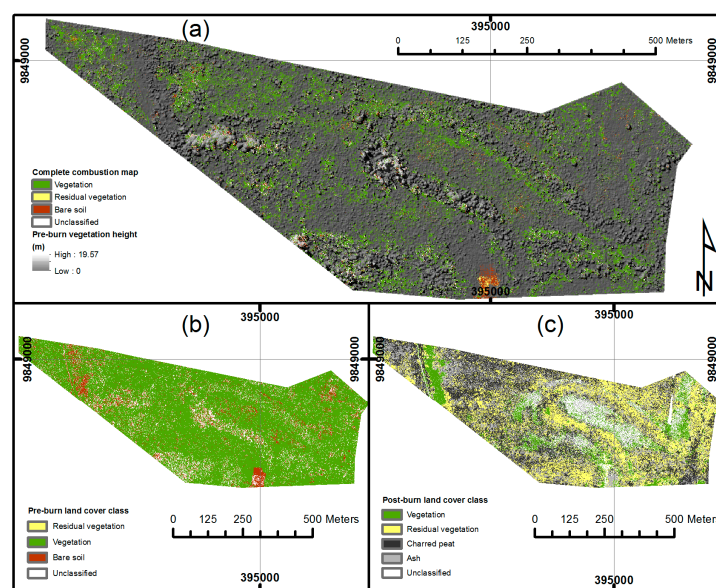 (a)
395000
0 125 250 500 Meters
9849000
9849000
Complete combustion map
Vegetation
Residual vegetation
Bare soil
Unclassified
Pre-burn vegetation height
(m)
High : 19.57
Low : 0
N
395000
(b)
395000
9849000
9849000
Pre-burn land cover class
Residual vegetation
Vegetation
Bare soil
Unclassified
0 125 250 500 Meters
395000
(c)
395000
9849000
9849000
Post-burn land cover class
Vegetation
Residual vegetation
Charred peat
Ash
Unclassified
0 125 250 500 Meters
395000